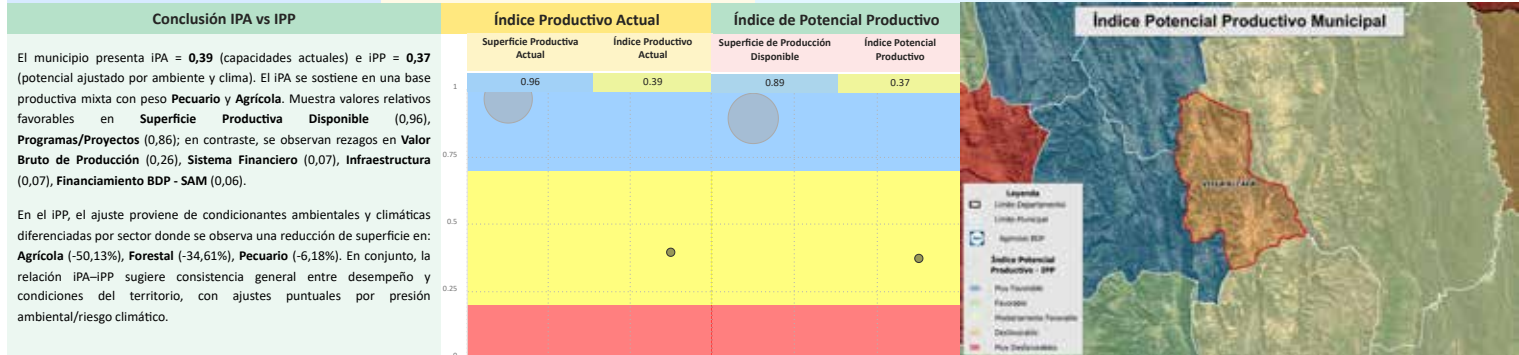 Conclusión IPA vs IPP
El municipio presenta iPA = 0,39 (capacidades actuales) e iPP = 0,37
(potencial ajustado por ambiente y clima). El iPA se sostiene en una base
productiva mixta con peso Pecuario y Agrícola. Muestra valores relativos
favorables en Superficie Productiva Disponible (0,96),
Programas/Proyectos (0,86); en contraste, se observan rezagos en Valor
Bruto de Producción (0,26), Sistema Financiero (0,07), Infraestructura
(0,07), Financiamiento BDP - SAM (0,06).
En el iPP, el ajuste proviene de condicionantes ambientales y climáticas
diferenciadas por sector donde se observa una reducción de superficie en:
Agrícola (-50,13%), Forestal (-34,61%), Pecuario (-6,18%). En conjunto, la
relación iPA–iPP sugiere consistencia general entre desempeño y
condiciones del territorio, con ajustes puntuales por presión
ambiental/riesgo climático.
Índice Productivo Actual
Índice de Potencial Productivo
Superficie Productiva
Actual
Índice Productivo
Actual
Superficie de Producción
Disponible
Índice Potencial
Productivo
0.96
0.39
0.89
0.37
1
0.75
0.5
0.25
0
Índice Potencial Productivo Municipal
Leyenda
Límite Departamental
Límite Municipal
Agencias BDP
Índice Potencial
Productivo - IPP
Muy Favorable
Favorable
Moderadamente Favorable
Desfavorable
Muy Desfavorable